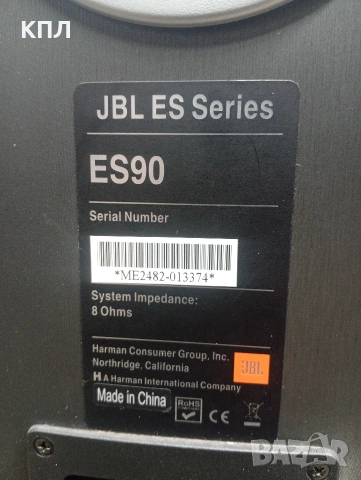 КПЛ
JBL ES Series
ES90
Serial Number
*ME2482-013374*
System Impedance:
8 Ohms
Harman Consumer Group, Inc.
Northridge, California
H A Harman International Company
JBL
Made in China
RoHS
CE
BAZAR